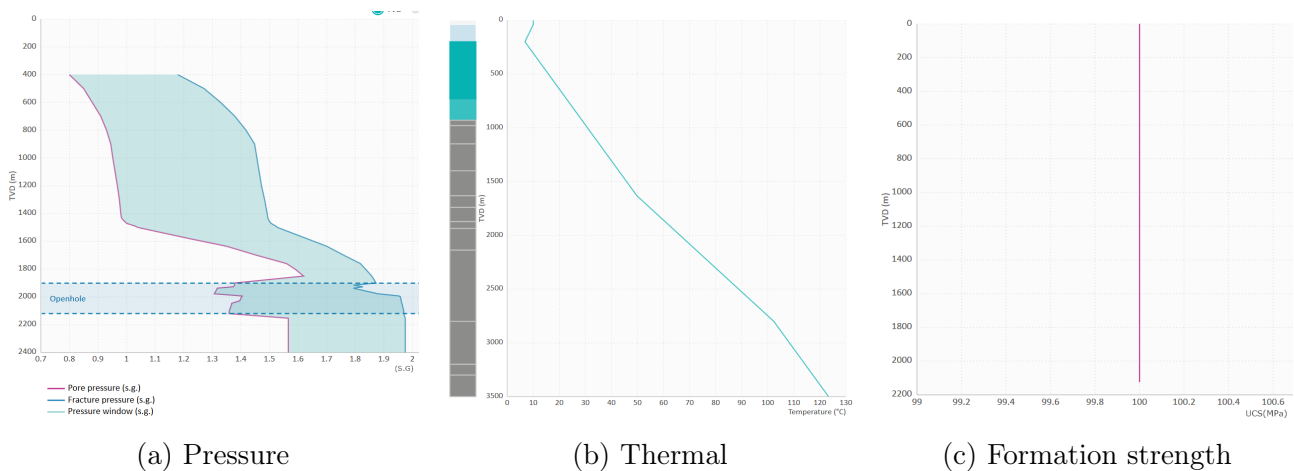 0
200
400
600
800
1000
1200
1400
1600
1800
2000
2200
2400
TVD (m)
Openhole
0.7 0.8 0.9 1 1.1 1.2 1.3 1.4 1.5 1.6 1.7 1.8 1.9 2
(S.G)
Pore pressure (s.g.)
Fracture pressure (s.g.)
Pressure window (s.g.)
(a) Pressure
0
500
1000
1500
2000
2500
3000
3500
TVD (m)
0 10 20 30 40 50 60 70 80 90 100 110 120 130
Temperature (°C)
(b) Thermal
0
200
400
600
800
1000
1200
1400
1600
1800
2000
2200
TVD (m)
99 99.2 99.4 99.6 99.8 100 100.2 100.4 100.6
UCS(MPa)
(c) Formation strength